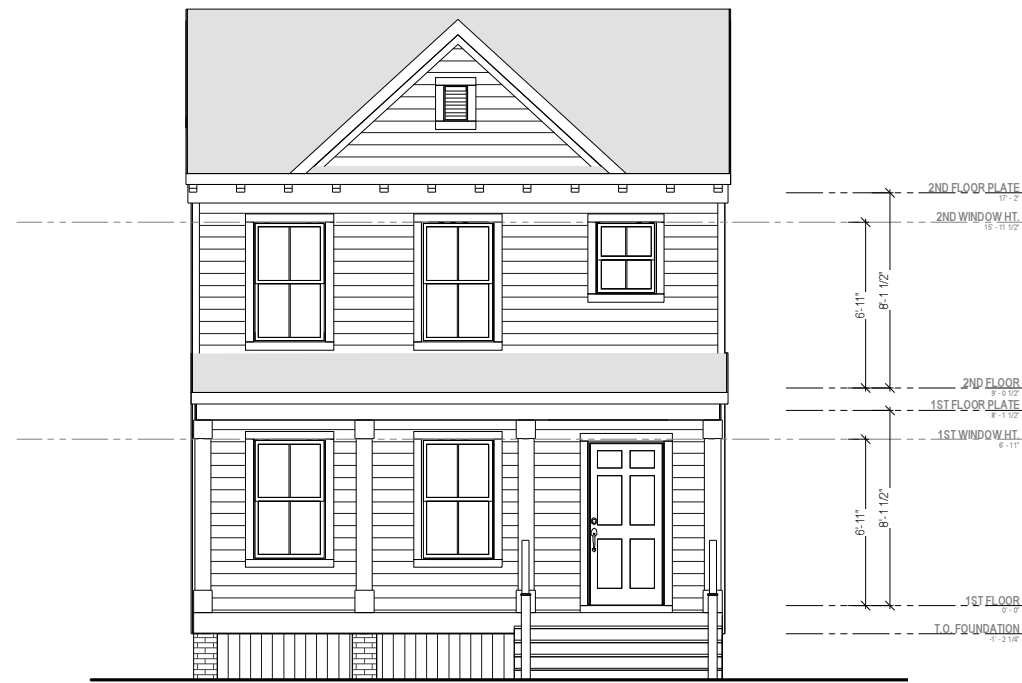 2ND FLOOR PLATE
17' - 2"
2ND WINDOW HT.
15' - 11 1/2"
6'-11"
8'-1 1/2"
2ND FLOOR
9' - 0 1/2"
1ST FLOOR PLATE
8' - 1 1/2"
1ST WINDOW HT.
6' - 11"
6'-11"
8'-1 1/2"
1ST FLOOR
0' - 0"
T.O. FOUNDATION
-1' - 2 1/4"